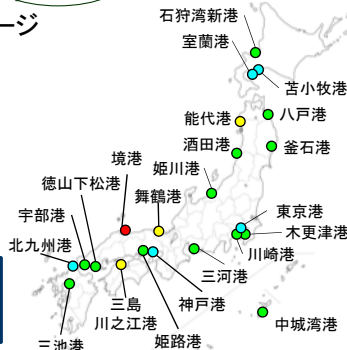 ージ
石狩湾新港
室蘭港
苫小牧港
能代港
八戸港
酒田港
釜石港
境港
姫川港
徳山下松港
舞鶴港
宇部港
東京港
北九州港
木更津港
川崎港
三河港
三島
川之江港
神戸港
中城湾港
姫路港
三池港